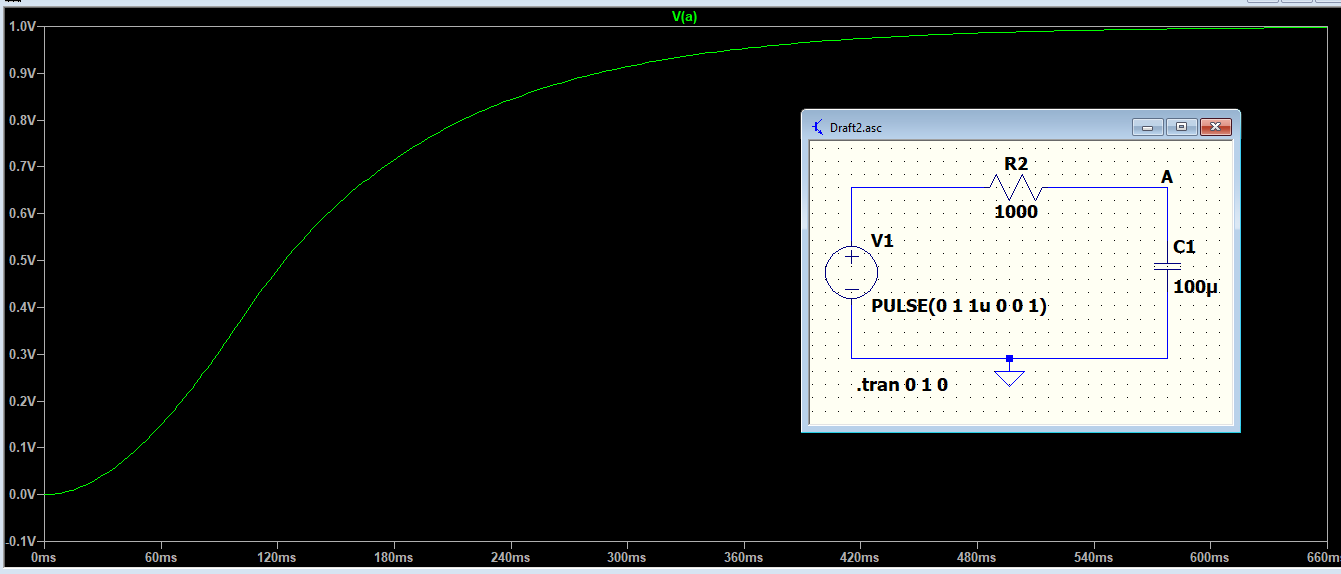 V(a)
1.0V
0.9V
0.8V
0.7V
0.6V
0.5V
0.4V
0.3V
0.2V
0.1V
0.0V
-0.1V
0ms
60ms
120ms
180ms
240ms
300ms
360ms
420ms
480ms
540ms
600ms
660m
Draft2.asc
R2
1000
A
V1
C1
100µ
PULSE(0 1 1u 0 0 1)
.tran 0 1 0